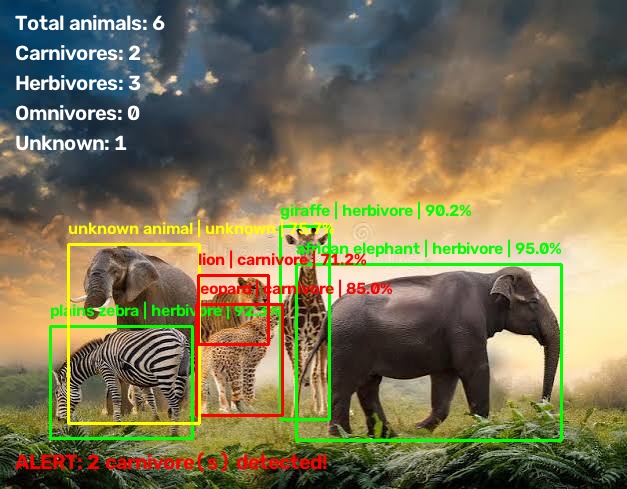 Total animals: 6
Carnivores: 2
Herbivores: 3
Omnivores: 0
Unknown: 1
giraffe | herbivore | 90.2%
unknown animal | unknown
african elephant | herbivore | 95.0%
lion | carnivore | 71.2%
leopard | carnivore | 85.0%
plains zebra | herbivore | 92.3%
ALERT: 2 carnivore(s) detected!